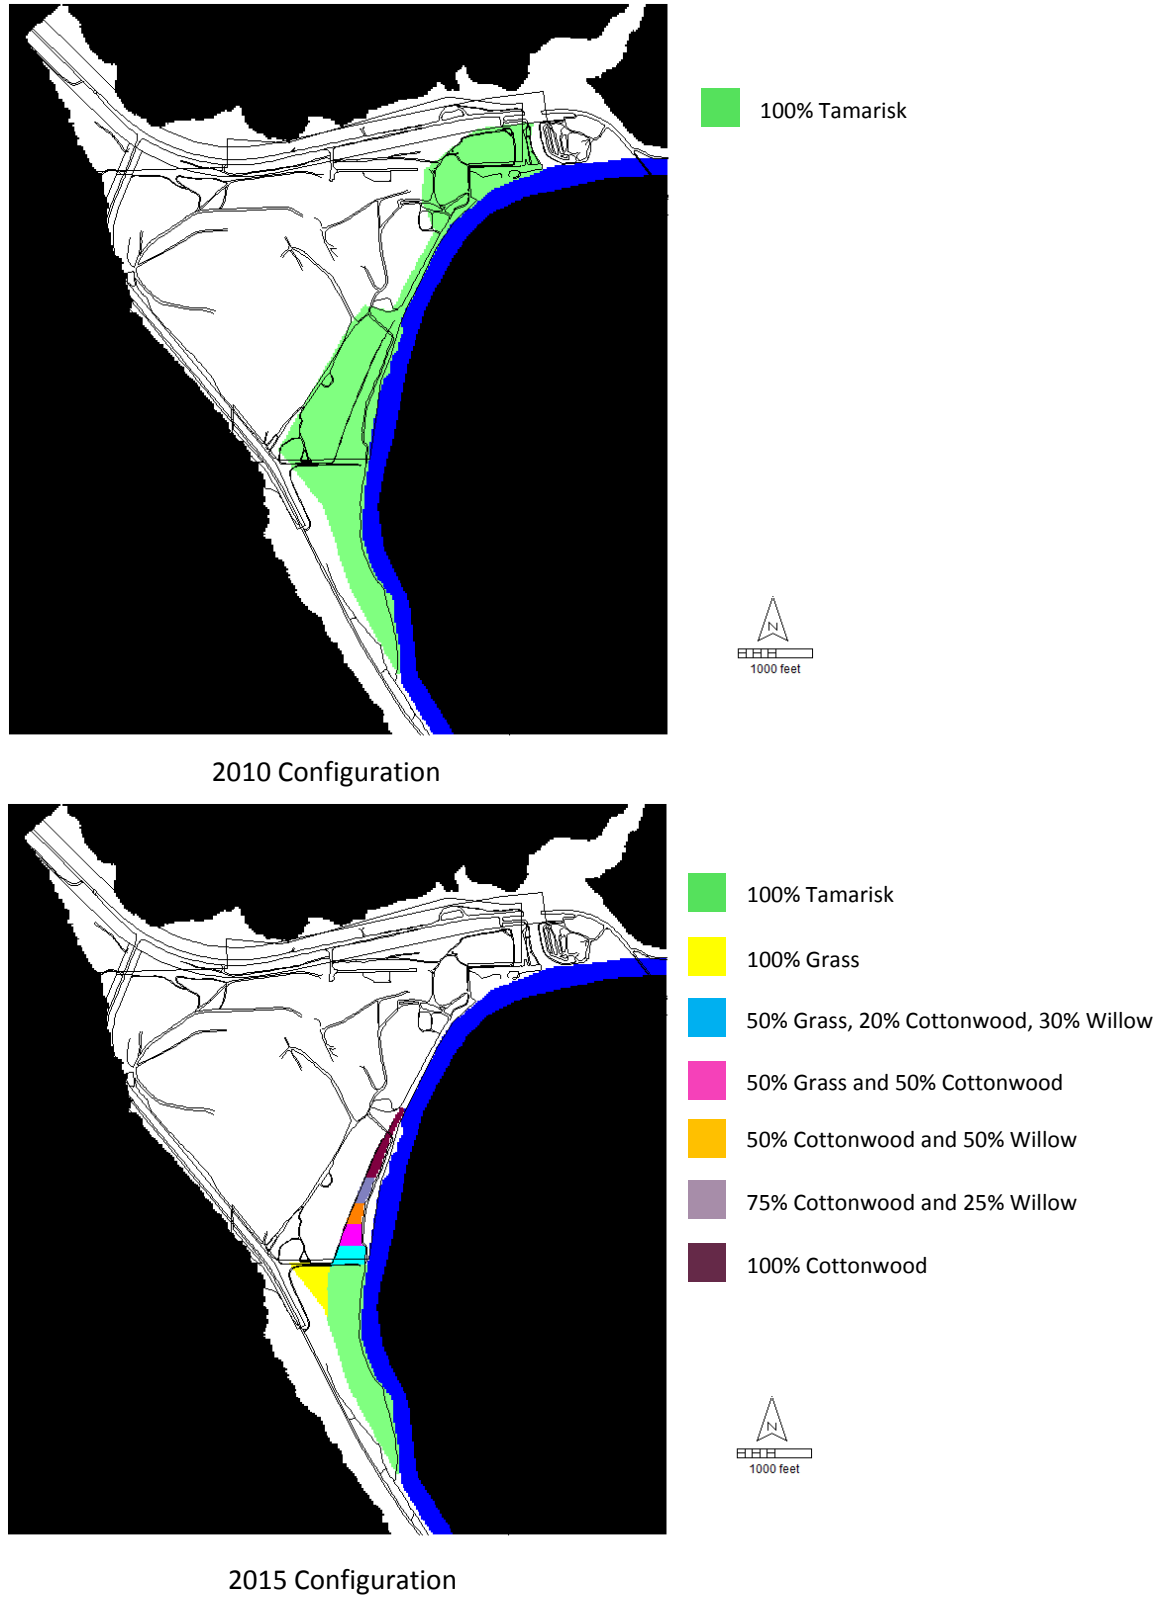 100% Tamarisk
N
1000 feet
2010 Configuration
100% Tamarisk
100% Grass
50% Grass, 20% Cottonwood, 30% Willow
50% Grass and 50% Cottonwood
50% Cottonwood and 50% Willow
75% Cottonwood and 25% Willow
100% Cottonwood
N
1000 feet
2015 Configuration